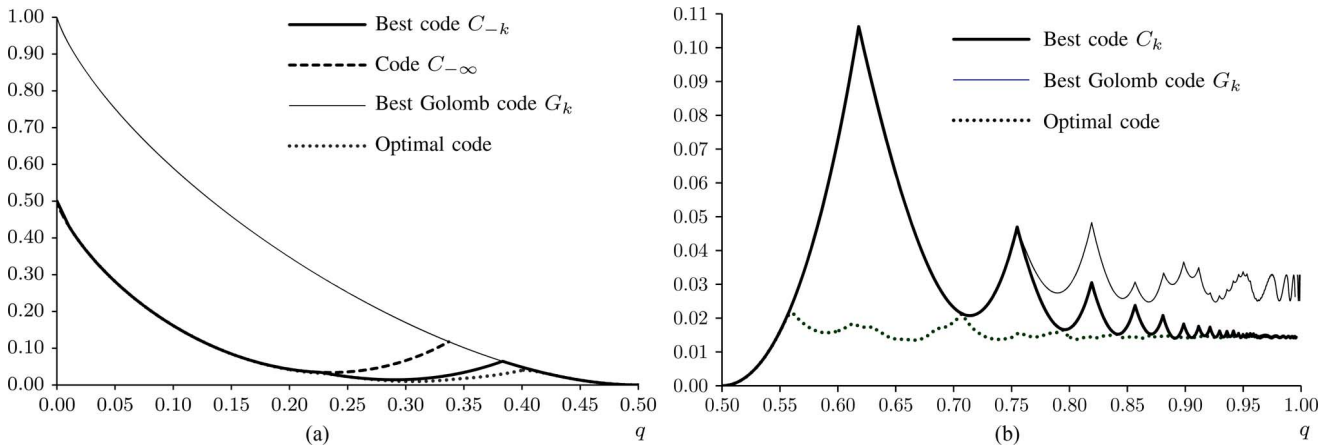 1.00
0.90
0.80
0.70
0.60
0.50
0.40
0.30
0.20
0.10
0.00
0.00 0.05 0.10 0.15 0.20 0.25 0.30 0.35 0.40 0.45 0.50
q
Best code C₋ₖ
Code C₋∞
Best Golomb code Gₖ
Optimal code
(a)
0.11
0.10
0.09
0.08
0.07
0.06
0.05
0.04
0.03
0.02
0.01
0.00
0.50 0.55 0.60 0.65 0.70 0.75 0.80 0.85 0.90 0.95 1.00
q
Best code Cₖ
Best Golomb code Gₖ
Optimal code
(b)